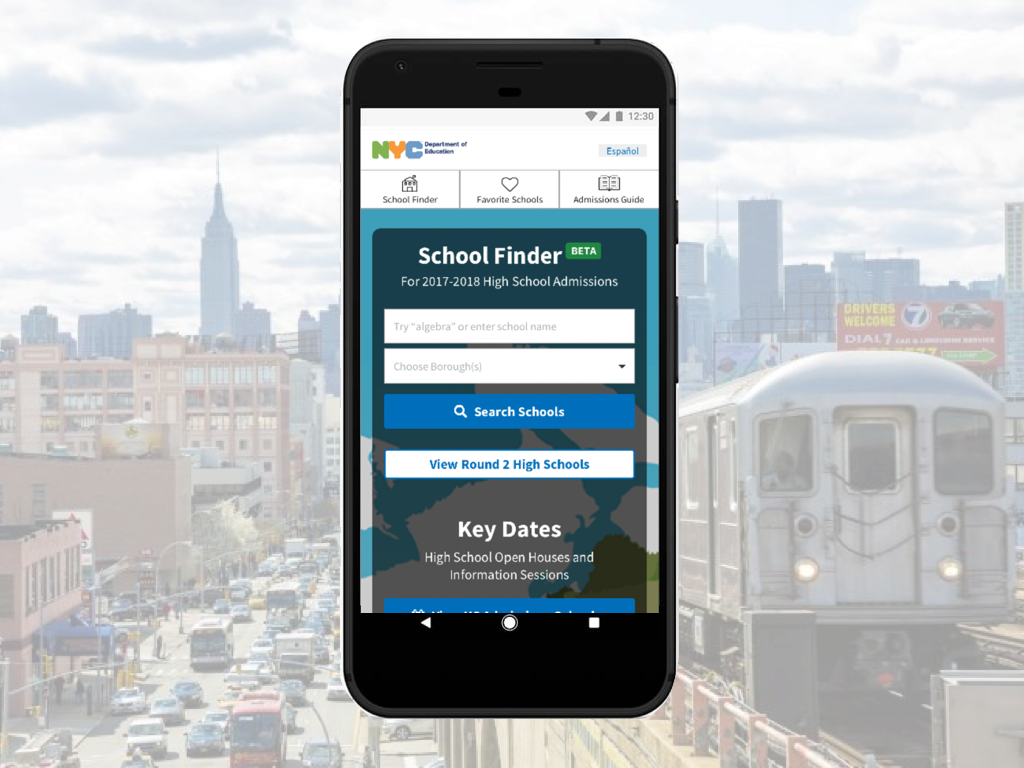 12:30
NYC Department of
Education
Español
School Finder
Favorite Schools
Admissions Guide
School Finder BETA
For 2017-2018 High School Admissions
Try “algebra” or enter school name
Choose Borough(s)
Search Schools
View Round 2 High Schools
Key Dates
High School Open Houses and
Information Sessions
DRIVERS
WELCOME
7
DIAL 7 CAR & LIMOUSINE SERVICE